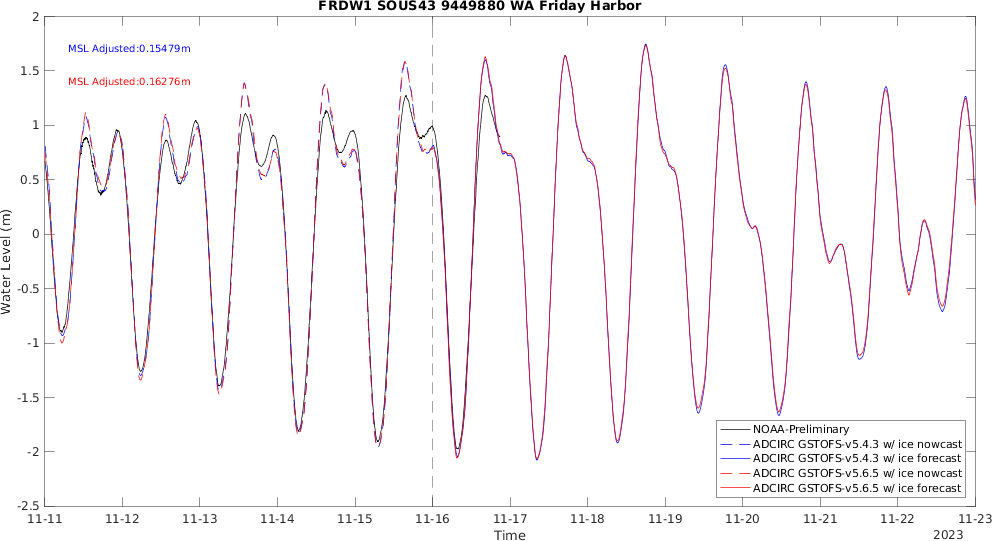 FRDW1 SOUS43 9449880 WA Friday Harbor
2
1.5
1
0.5
0
-0.5
-1
-1.5
-2
-2.5
Water Level (m)
MSL Adjusted:0.15479m
MSL Adjusted:0.16276m
NOAA-Preliminary
ADCIRC GSTOFS-v5.4.3 w/ ice nowcast
ADCIRC GSTOFS-v5.4.3 w/ ice forecast
ADCIRC GSTOFS-v5.6.5 w/ ice nowcast
ADCIRC GSTOFS-v5.6.5 w/ ice forecast
11-11 11-12 11-13 11-14 11-15 11-16 11-17 11-18 11-19 11-20 11-21 11-22 11-23
Time
2023